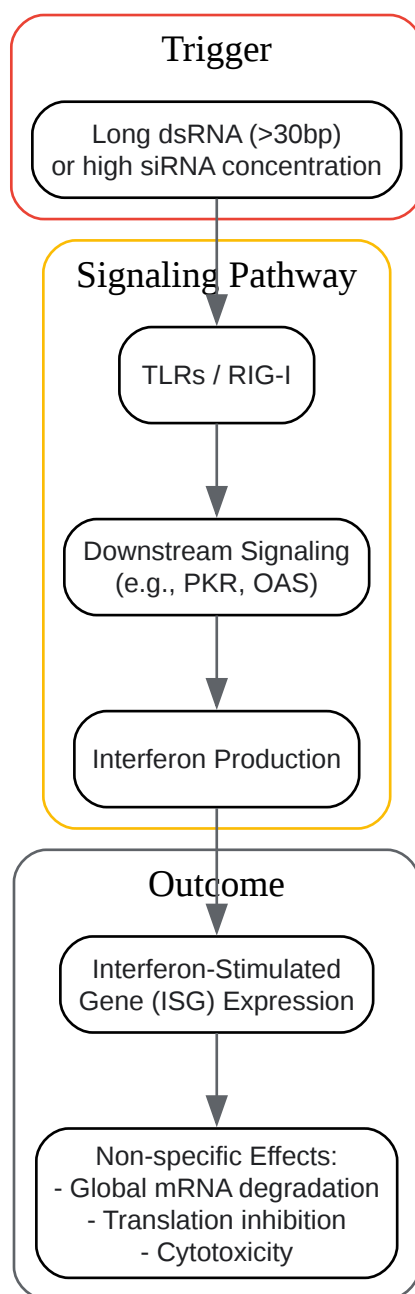 Trigger
Long dsRNA (>30bp)
or high siRNA concentration
Signaling Pathway
TLRs / RIG-I
Downstream Signaling
(e.g., PKR, OAS)
Interferon Production
Outcome
Interferon-Stimulated
Gene (ISG) Expression
Non-specific Effects:
- Global mRNA degradation
- Translation inhibition
- Cytotoxicity